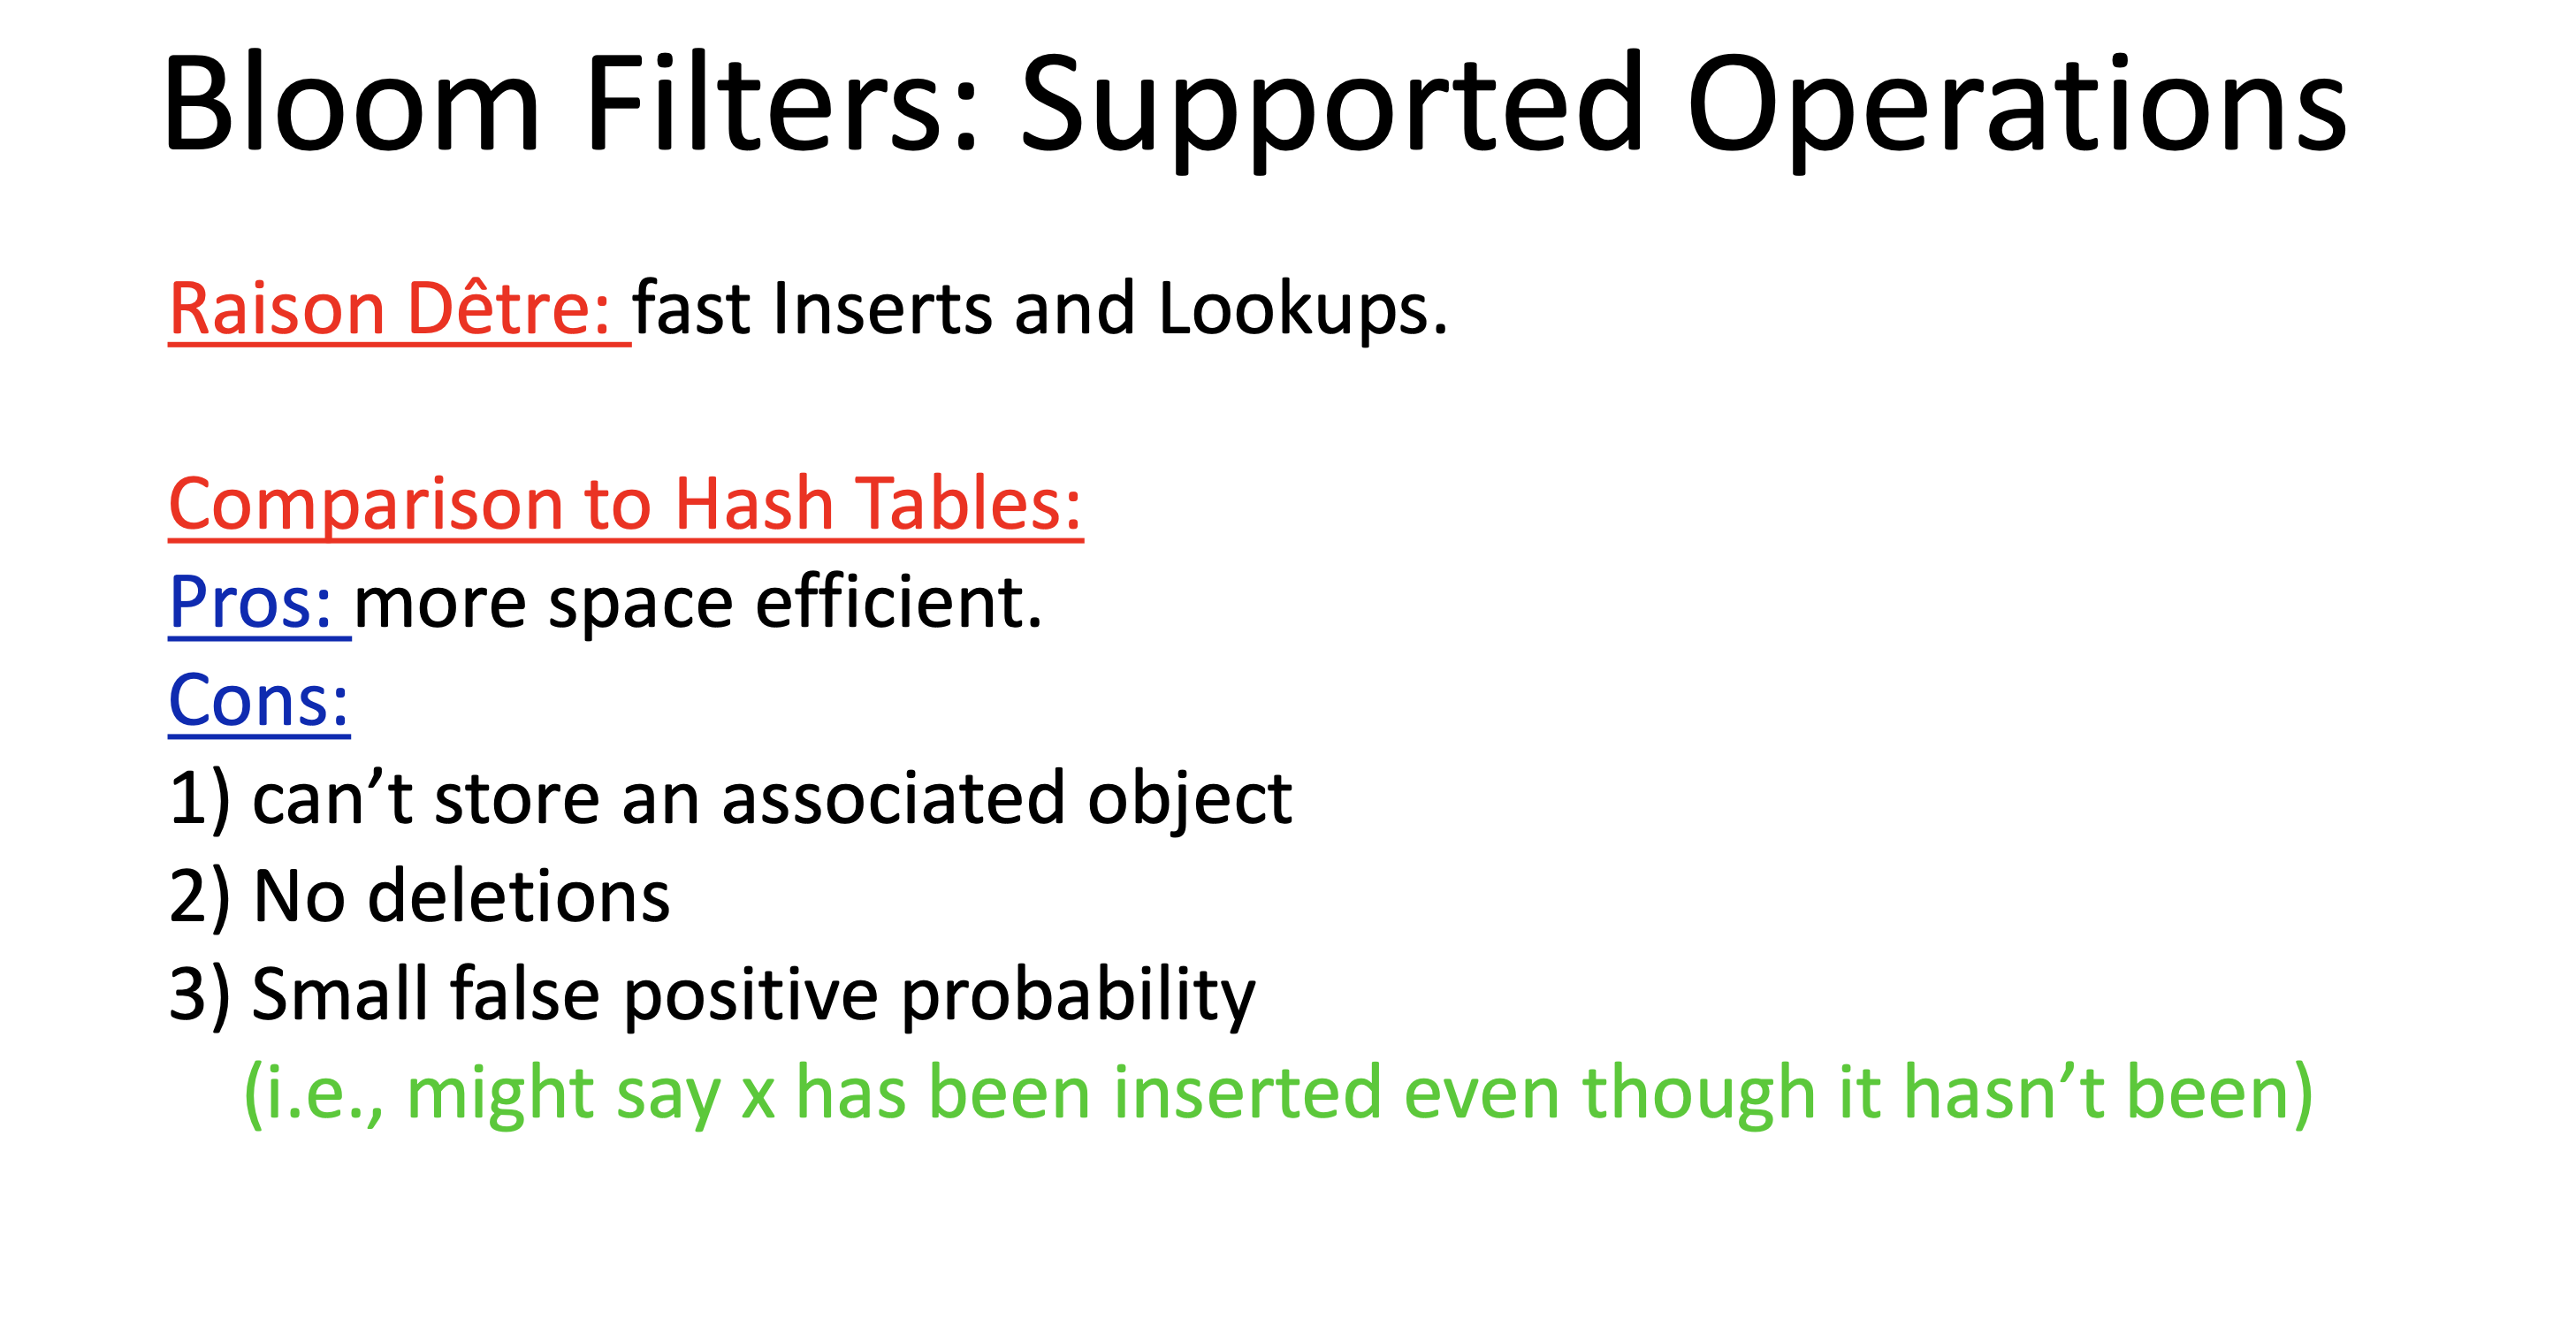 Bloom Filters: Supported Operations
Raison Dêtre: fast Inserts and Lookups.
Comparison to Hash Tables:
Pros: more space efficient.
Cons:
1) can’t store an associated object
2) No deletions
3) Small false positive probability
(i.e., might say x has been inserted even though it hasn’t been)